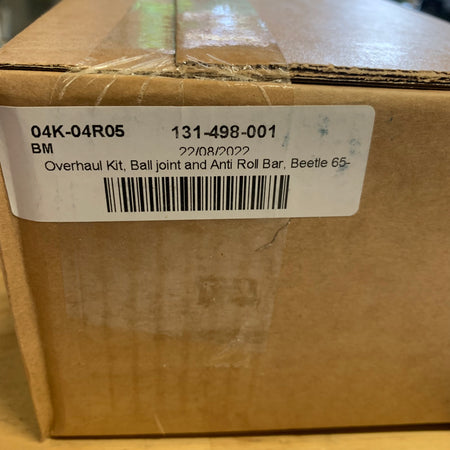 04K-04R05 131-498-001
BM 22/08/2022
Overhaul Kit, Ball joint and Anti Roll Bar, Beetle 65-